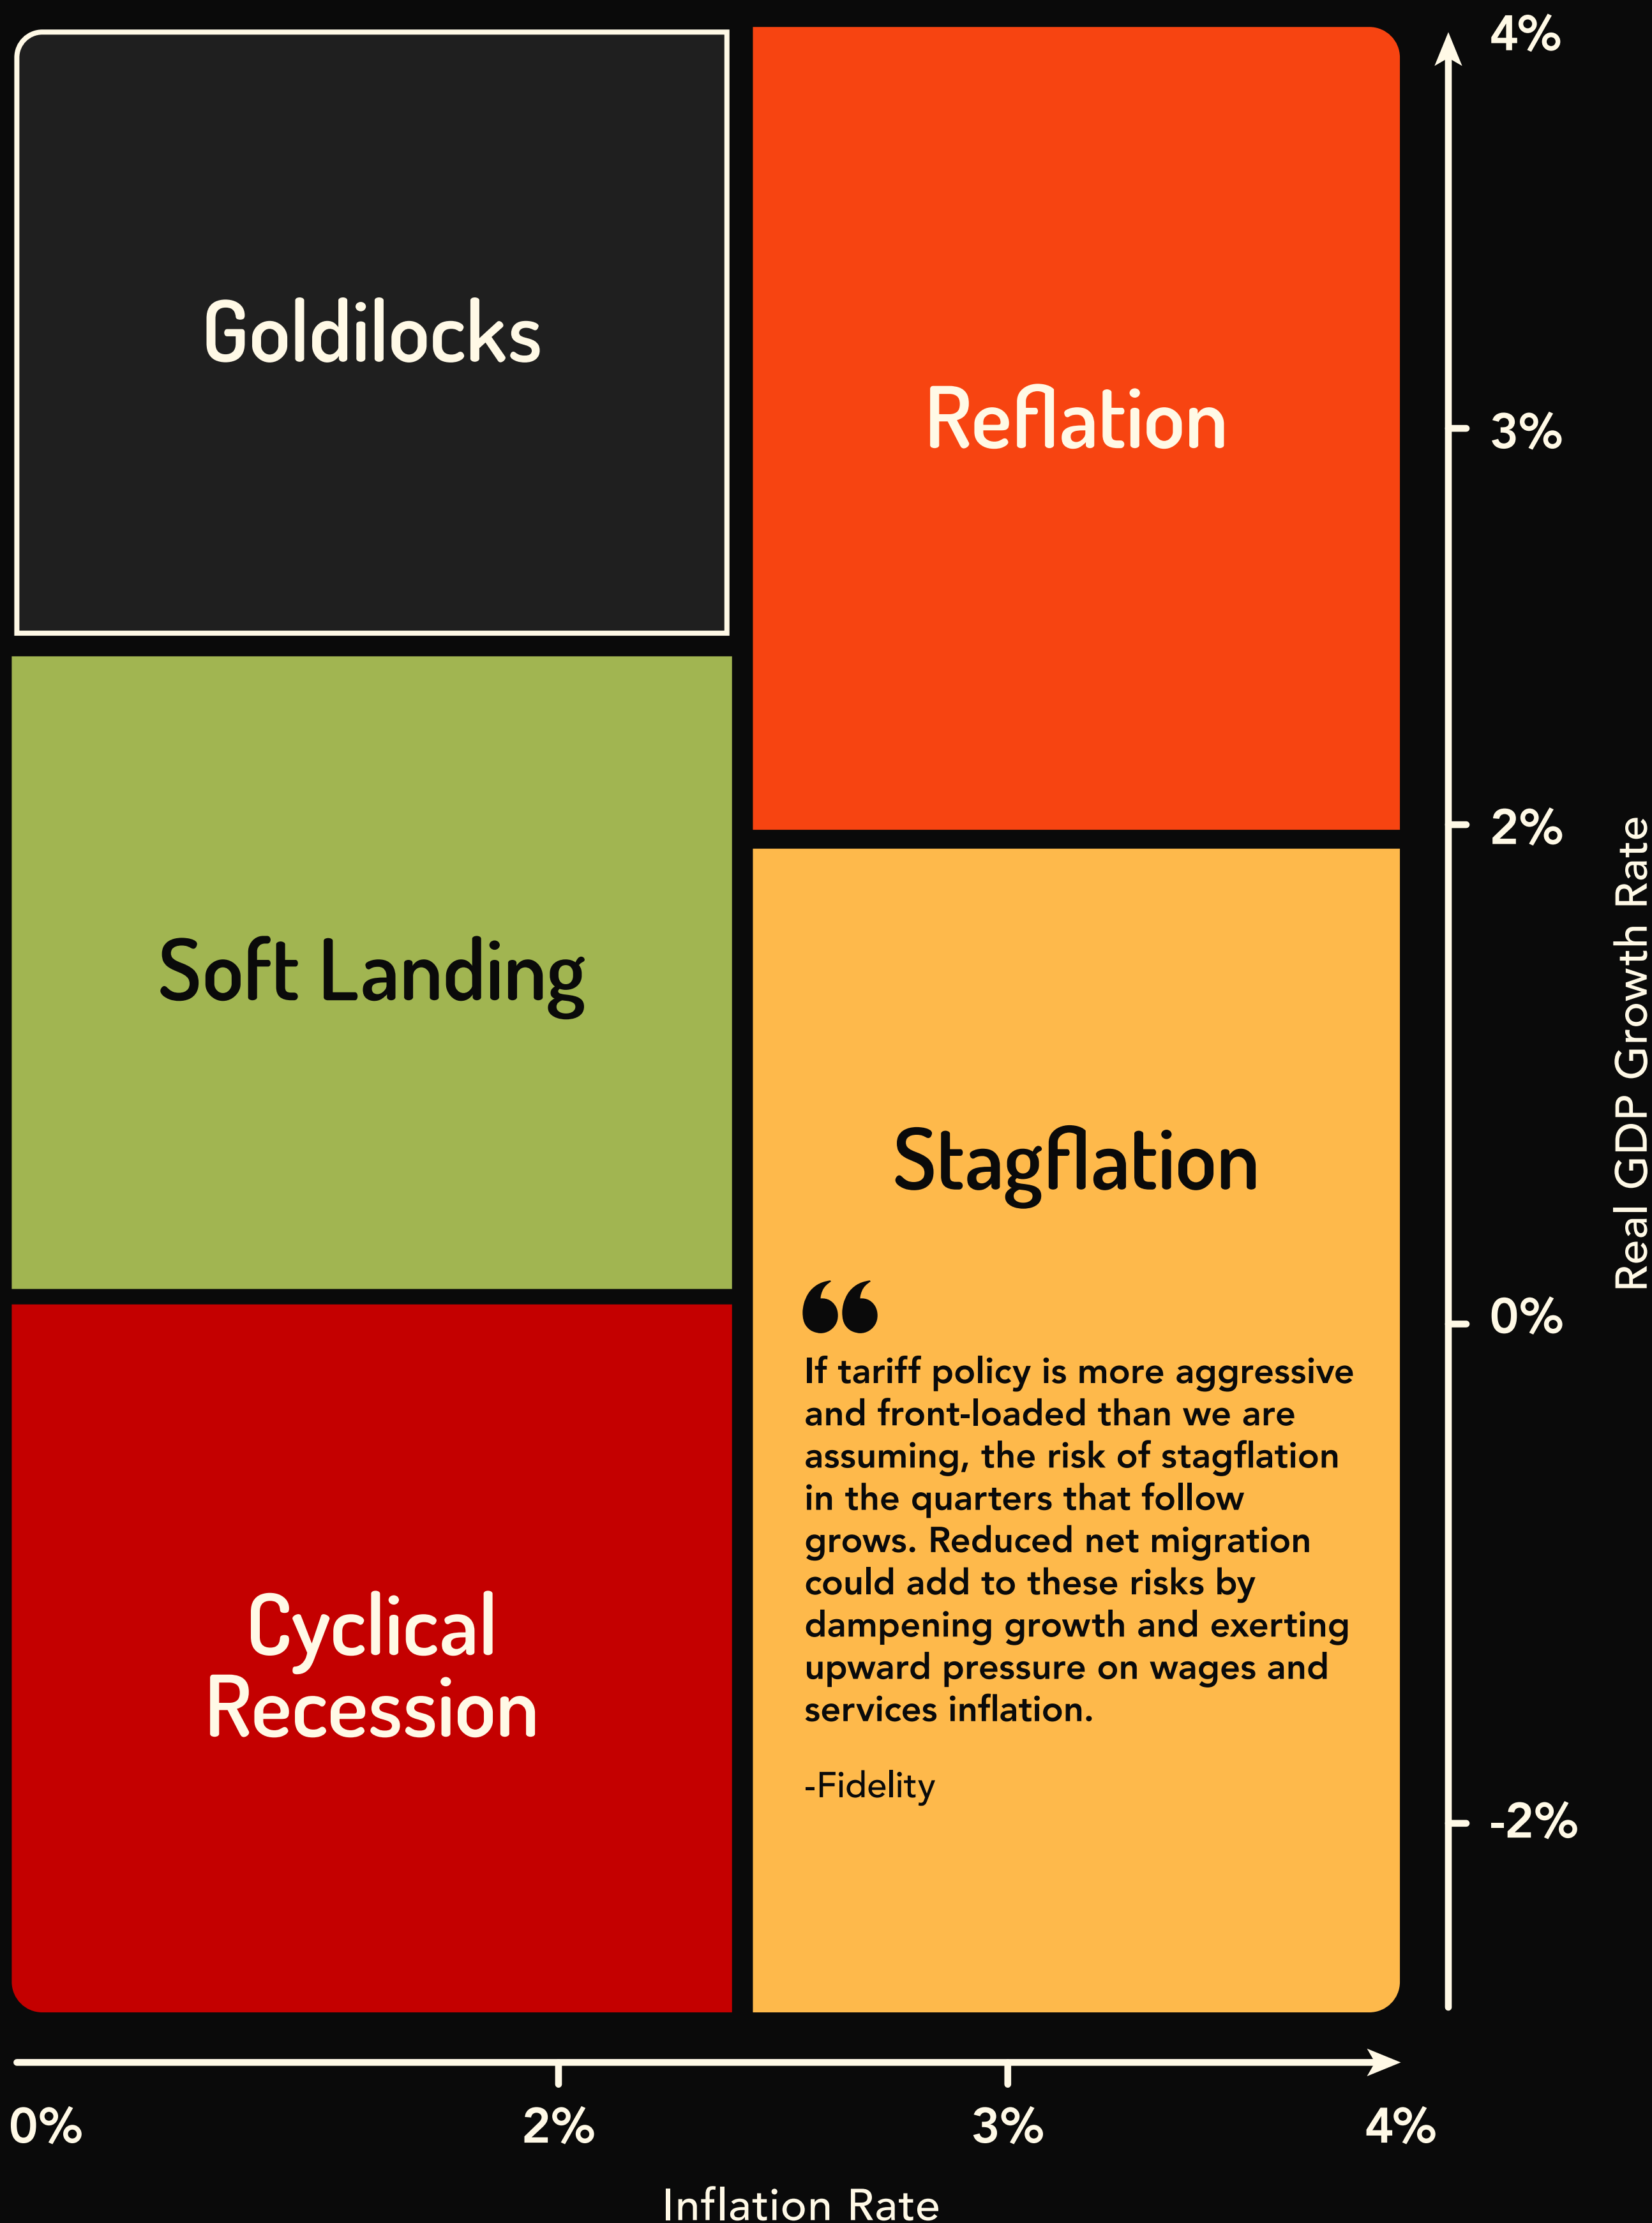 4%
Goldilocks
Reflation
3%
2%
Real GDP Growth Rate
Soft Landing
Stagflation
0%
“
If tariff policy is more aggressive
and front-loaded than we are
assuming, the risk of stagflation
in the quarters that follow
grows. Reduced net migration
could add to these risks by
dampening growth and exerting
upward pressure on wages and
services inflation.
-Fidelity
Cyclical
Recession
-2%
0%
2%
3%
4%
Inflation Rate